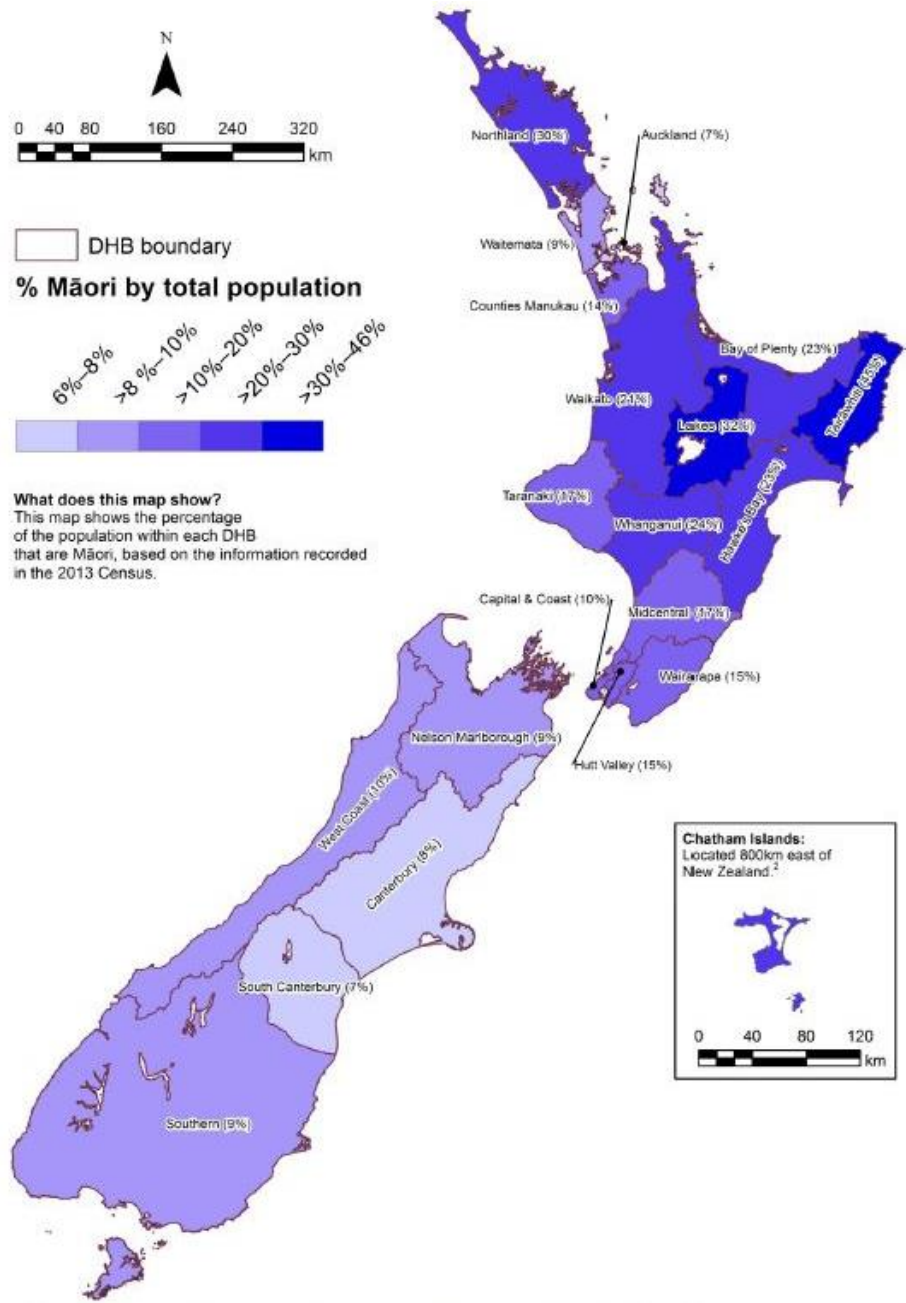 N
0 40 80 160 240 320
km
DHB boundary
% Māori by total population
6%–8%
>8 %–10%
>10%–20%
>20%–30%
>30%–46%
What does this map show?
This map shows the percentage
of the population within each DHB
that are Māori, based on the information recorded
in the 2013 Census.
Northland (30%)
Auckland (7%)
Waitemata (9%)
Counties Manukau (14%)
Bay of Plenty (23%)
Waikato (21%)
Lakes (32%)
Tairāwhiti
Taranaki (17%)
Whanganui (24%)
Hawke's Bay (23%)
Capital & Coast (10%)
Midcentral (17%)
Wairarapa (15%)
Nelson Marlborough (9%)
Hutt Valley (15%)
West Coast (10%)
Canterbury (8%)
South Canterbury (7%)
Southern (9%)
Chatham Islands:
Located 800km east of
New Zealand.2
0 40 80 120
km